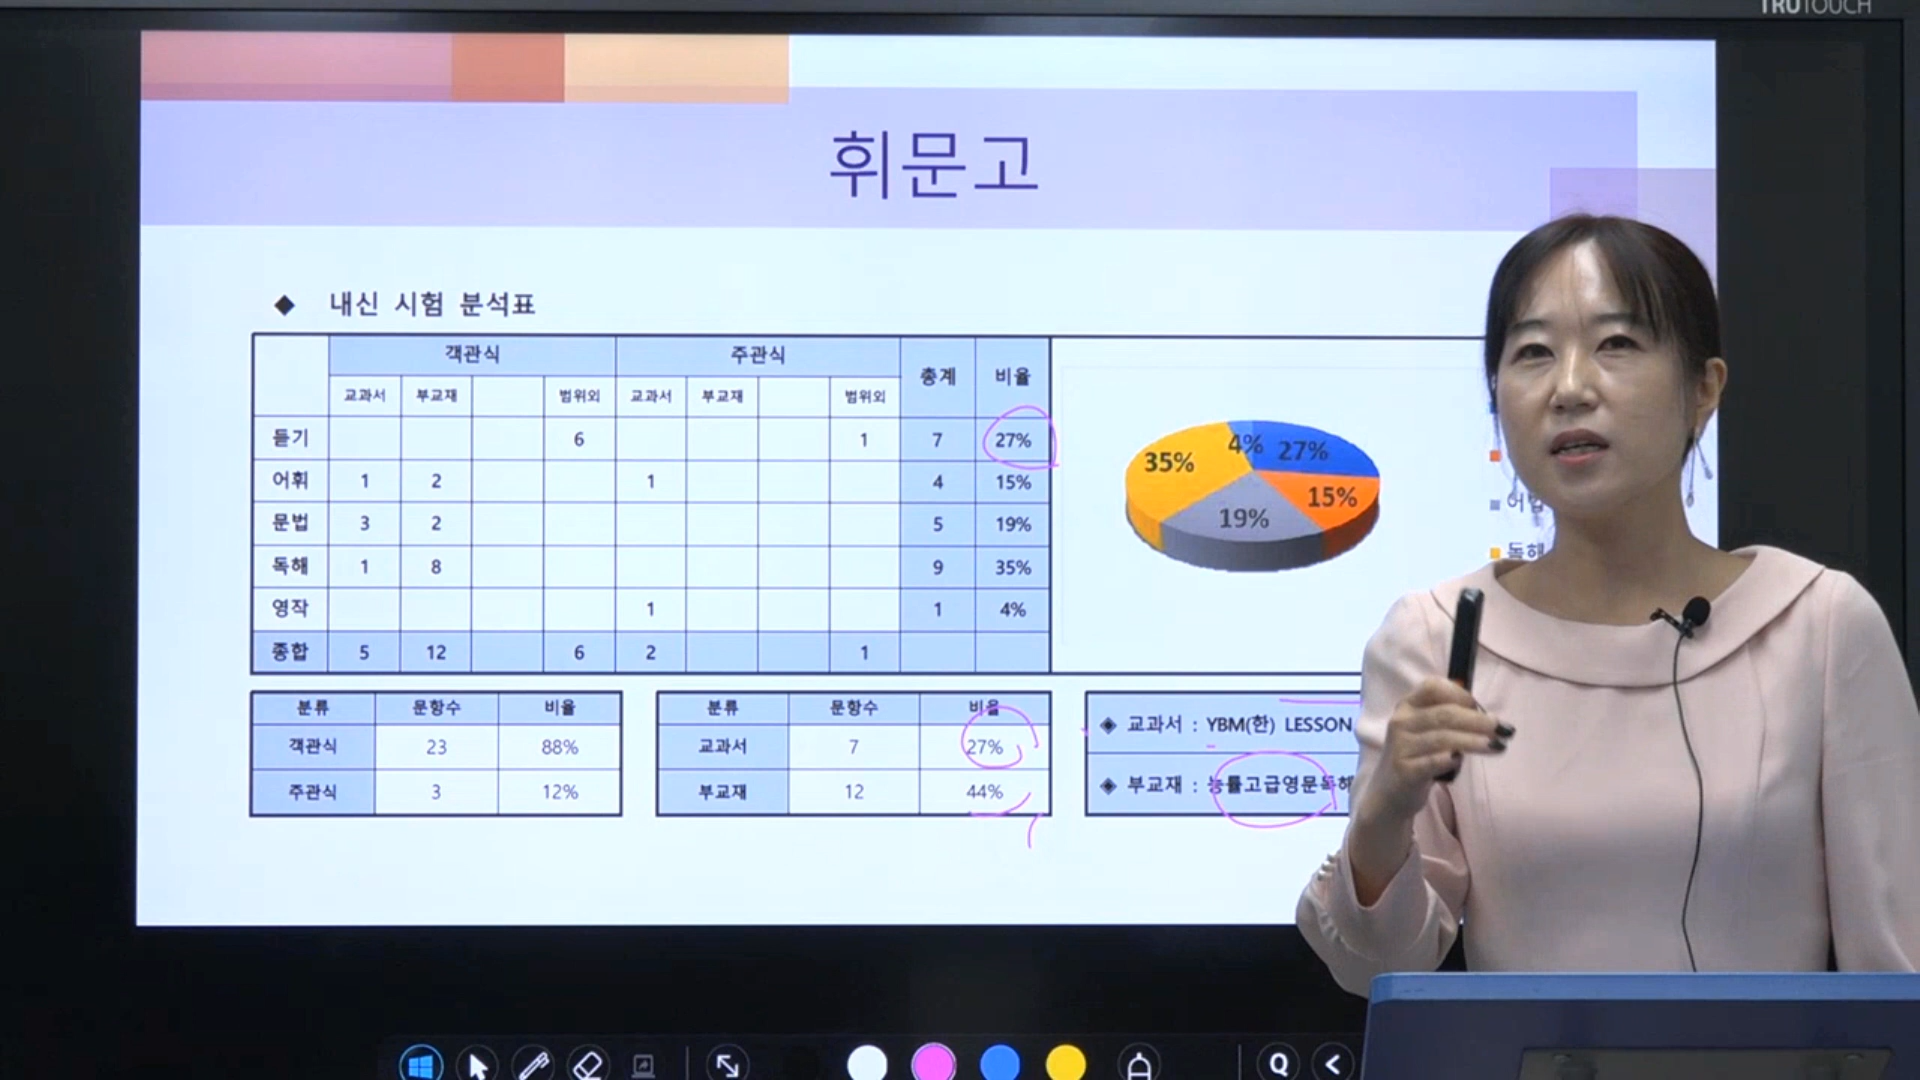 TRUTOUCH
휘문고
◆ 내신 시험 분석표
객관식 주관식 총계 비율
교과서 부교재 범위외 교과서 부교재 범위외
듣기 6 1 7 27%
어휘 1 2 1 4 15%
문법 3 2 5 19%
독해 1 8 9 35%
영작 1 1 4%
종합 5 12 6 2 1
4% 27%
35%
15%
19%
독해
분류 문항수 비율
객관식 23 88%
주관식 3 12%
분류 문항수 비율
교과서 7 27%
부교재 12 44%
◈ 교과서 : YBM(한) LESSON
◈ 부교재 : 능률고급영문독해